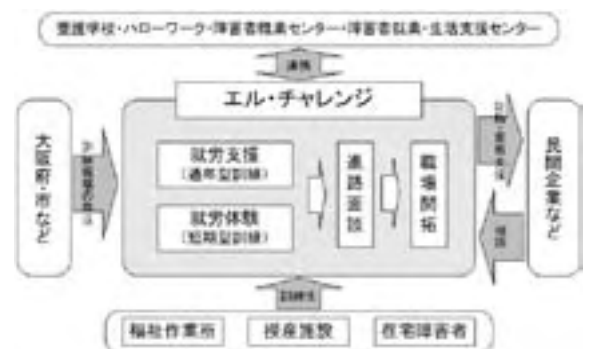 養護学校・ハローワーク・障害者職業センター・障害者就業・生活支援センター
連携
エル・チャレンジ
大阪府・市など
就労支援
(通年型訓練)
就労体験
(短期型訓練)
進路面談
職場開拓
民間企業など
訓練生
福祉作業所
授産施設
在宅障害者